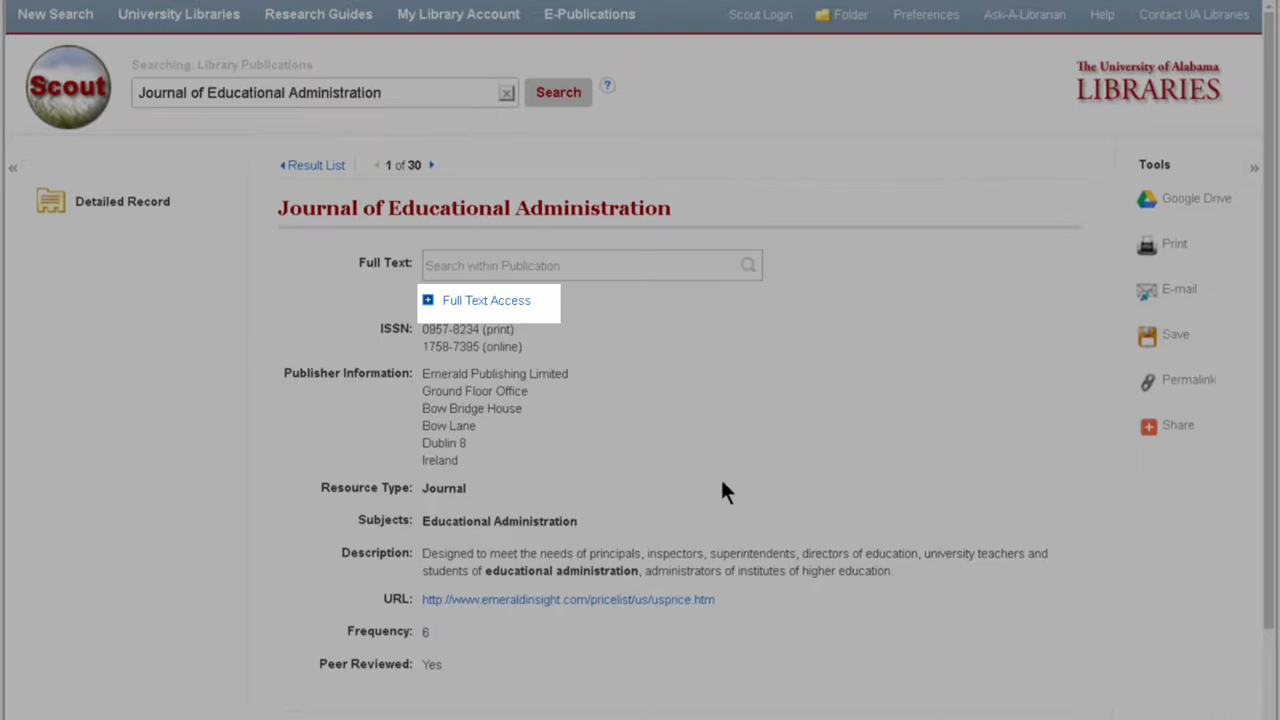 New Search University Libraries Research Guides My Library Account E-Publications Scout Login Folder Preferences Ask-A-Librarian Help Contact UA Libraries
Searching: Library Publications
Scout
Journal of Educational Administration
Search
?
The University of Alabama
LIBRARIES
Result List 1 of 30
Tools
Detailed Record
Google Drive
Journal of Educational Administration
Print
Full Text: Search within Publication
E-mail
Full Text Access
ISSN: 0957-8234 (print)
1758-7395 (online)
Save
Publisher Information: Emerald Publishing Limited
Permalink
Ground Floor Office
Bow Bridge House
Bow Lane
Share
Dublin 8
Ireland
Resource Type: Journal
Subjects: Educational Administration
Description: Designed to meet the needs of principals, inspectors, superintendents, directors of education, university teachers and
students of educational administration, administrators of institutes of higher education.
URL: http://www.emeraldinsight.com/pricelist/us/usprice.htm
Frequency: 6
Peer Reviewed: Yes